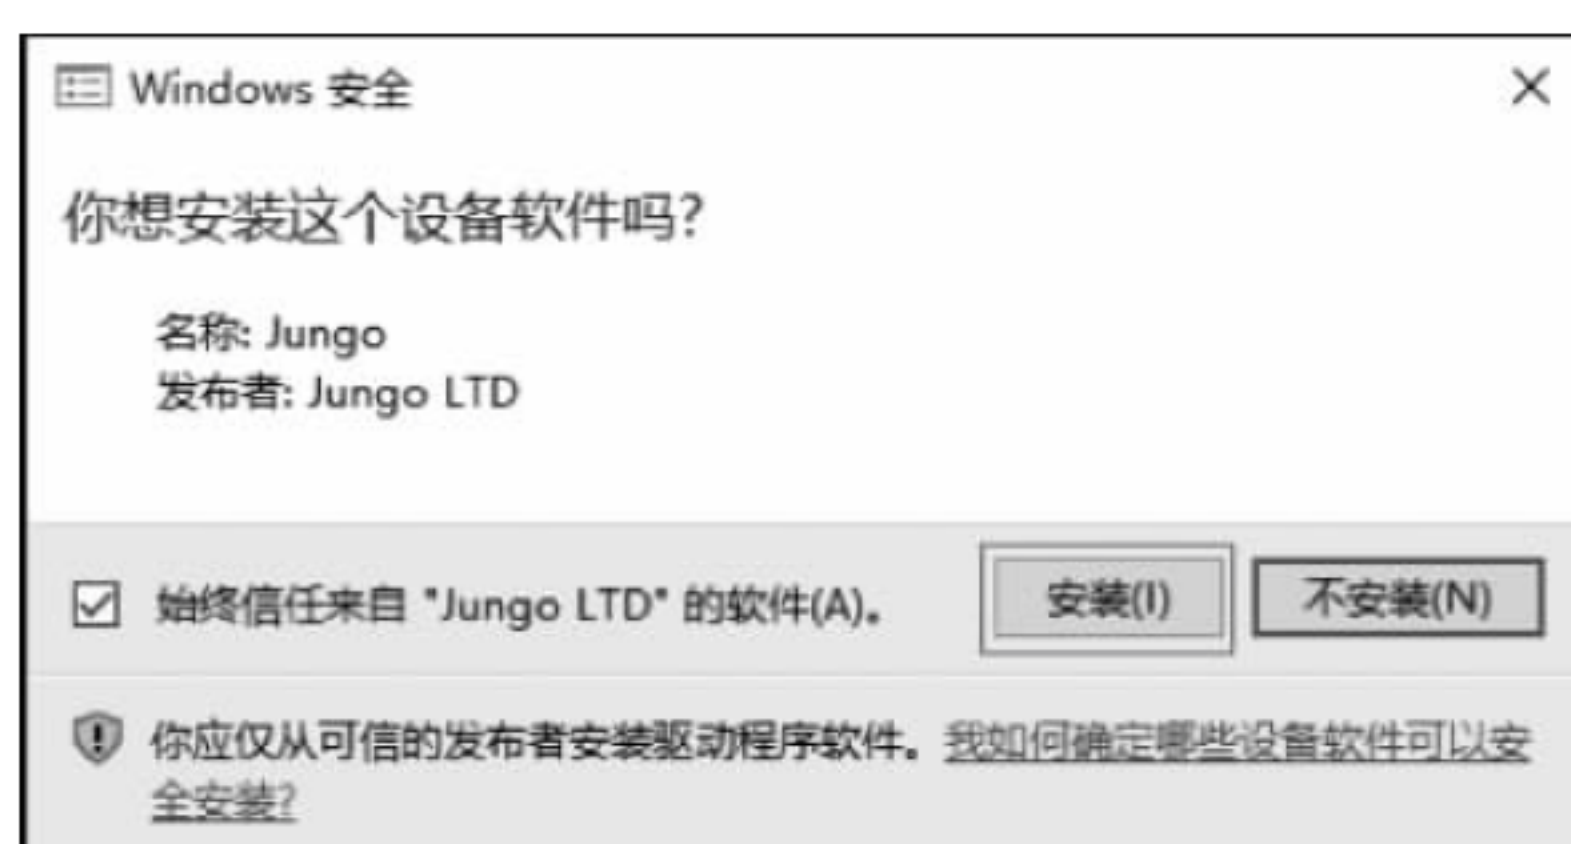 Windows 安全
你想安装这个设备软件吗?
名称: Jungo
发布者: Jungo LTD
始终信任来自 "Jungo LTD" 的软件(A)。
安装(I)
不安装(N)
你应仅从可信的发布者安装驱动程序软件。我如何确定哪些设备软件可以安
全安装?